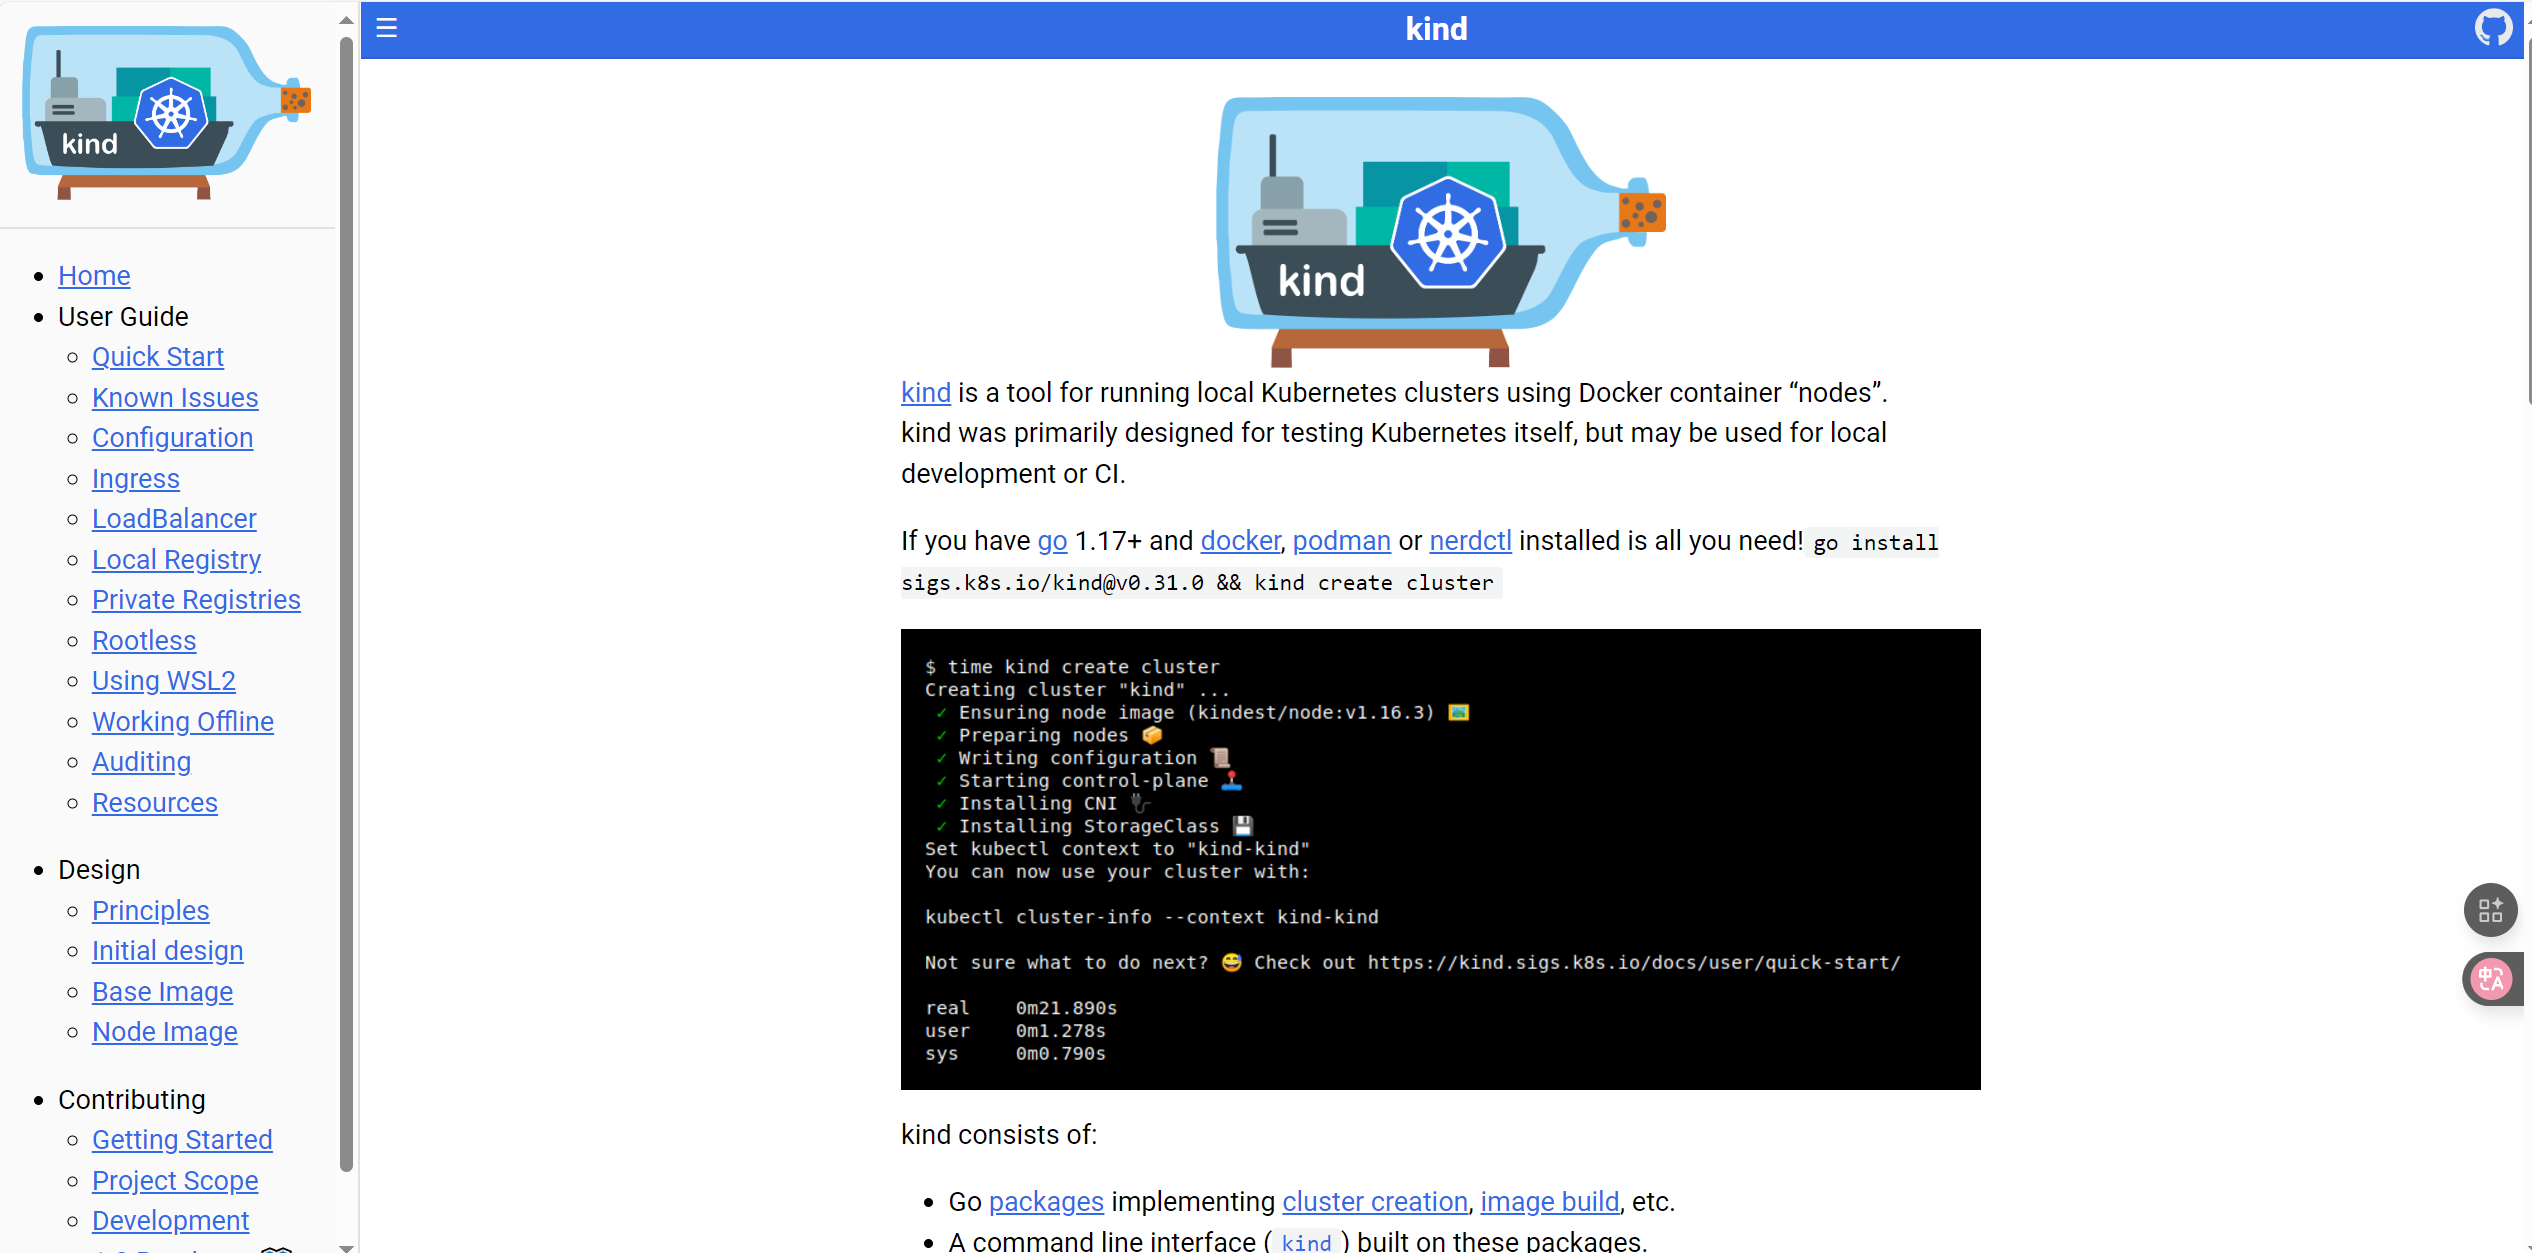 kind
Home
User Guide
Quick Start
Known Issues
Configuration
Ingress
LoadBalancer
Local Registry
Private Registries
Rootless
Using WSL2
Working Offline
Auditing
Resources
Design
Principles
Initial design
Base Image
Node Image
Contributing
Getting Started
Project Scope
Development
☰
kind
kind
kind is a tool for running local Kubernetes clusters using Docker container “nodes”.
kind was primarily designed for testing Kubernetes itself, but may be used for local
development or CI.
If you have go 1.17+ and docker, podman or nerdctl installed is all you need! go install
sigs.k8s.io/kind@v0.31.0 && kind create cluster
$ time kind create cluster
Creating cluster "kind" ...
✓ Ensuring node image (kindest/node:v1.16.3) 🖼
✓ Preparing nodes 📦
✓ Writing configuration 📜
✓ Starting control-plane 🕹️
✓ Installing CNI 🔌
✓ Installing StorageClass 💾
Set kubectl context to "kind-kind"
You can now use your cluster with:
kubectl cluster-info --context kind-kind
Not sure what to do next? 😅 Check out https://kind.sigs.k8s.io/docs/user/quick-start/
real 0m21.890s
user 0m1.278s
sys 0m0.790s
kind consists of:
Go packages implementing cluster creation, image build, etc.
A command line interface (kind) built on these packages.
中A